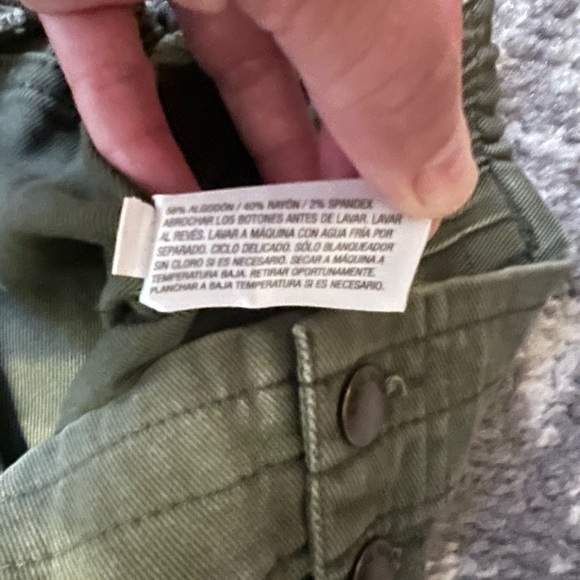 58% ALGODÓN / 40% RAYÓN / 2% SPANDEX
ABROCHAR LOS BOTONES ANTES DE LAVAR. LAVAR
AL REVÉS. LAVAR A MÁQUINA CON AGUA FRÍA POR
SEPARADO. CICLO DELICADO. SÓLO BLANQUEADOR
SIN CLORO SI ES NECESARIO. SECAR A MÁQUINA A
TEMPERATURA BAJA. RETIRAR OPORTUNAMENTE.
PLANCHAR A BAJA TEMPERATURA SI ES NECESARIO.